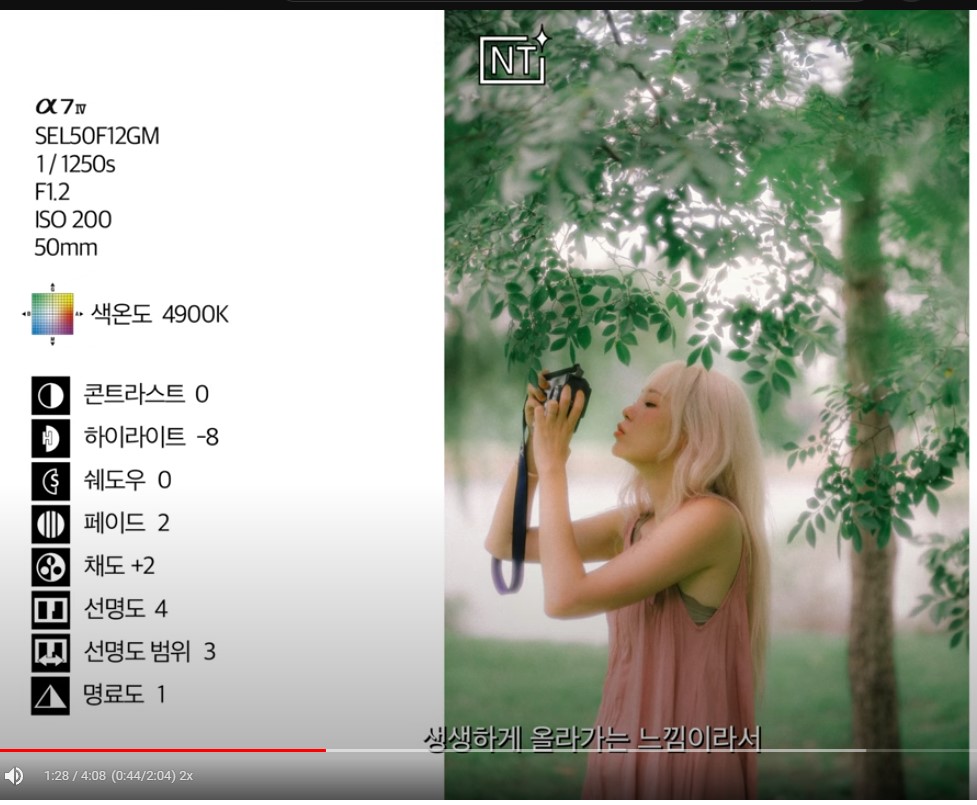 α7IV
SEL50F12GM
1/1250s
F1.2
ISO 200
50mm
색온도 4900K
콘트라스트 0
하이라이트 -8
쉐도우 0
페이드 2
채도 +2
선명도 4
선명도 범위 3
명료도 1
NT
생생하게 올라가는 느낌이라서
1:28 / 4:08 (0:44/2:04) 2x